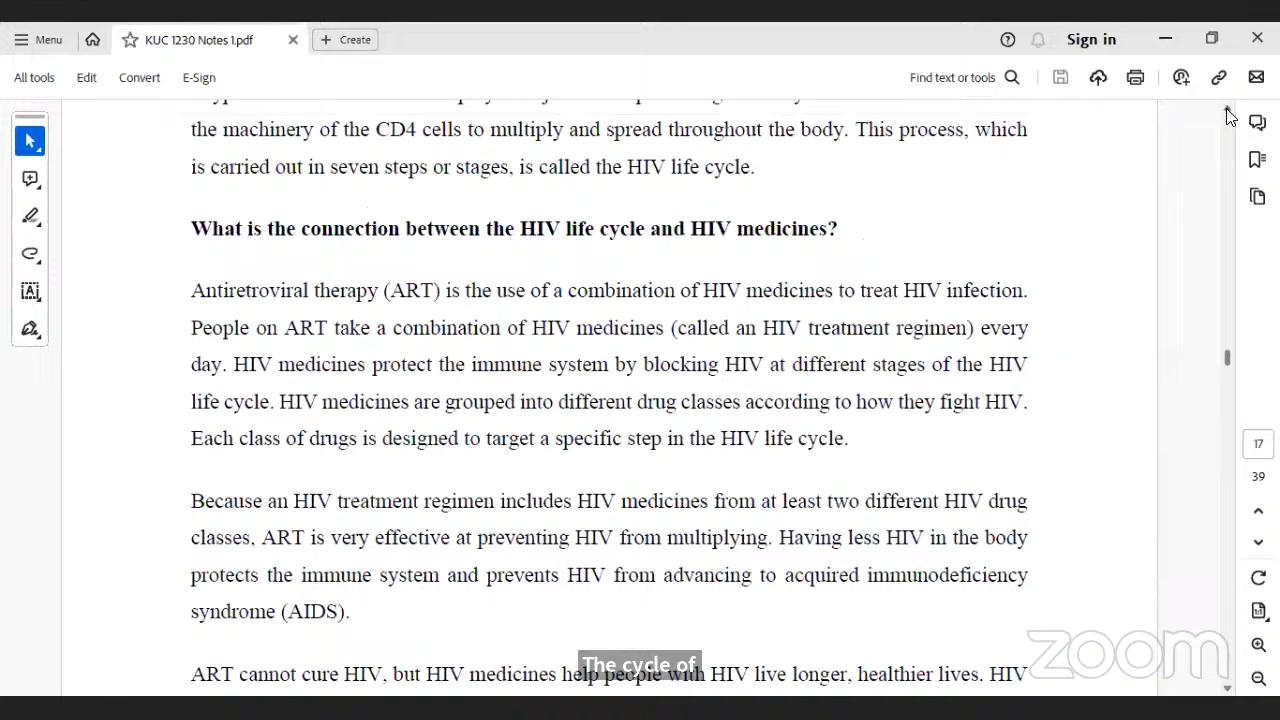 Menu
KUC 1230 Notes 1.pdf
Create
Sign in
All tools
Edit
Convert
E-Sign
Find text or tools
the machinery of the CD4 cells to multiply and spread throughout the body. This process, which
is carried out in seven steps or stages, is called the HIV life cycle.
What is the connection between the HIV life cycle and HIV medicines?
Antiretroviral therapy (ART) is the use of a combination of HIV medicines to treat HIV infection.
People on ART take a combination of HIV medicines (called an HIV treatment regimen) every
day. HIV medicines protect the immune system by blocking HIV at different stages of the HIV
life cycle. HIV medicines are grouped into different drug classes according to how they fight HIV.
Each class of drugs is designed to target a specific step in the HIV life cycle.
Because an HIV treatment regimen includes HIV medicines from at least two different HIV drug
classes, ART is very effective at preventing HIV from multiplying. Having less HIV in the body
protects the immune system and prevents HIV from advancing to acquired immunodeficiency
syndrome (AIDS).
ART cannot cure HIV, but HIV medicines help people with HIV live longer, healthier lives. HIV
The cycle of
17
39
zoom